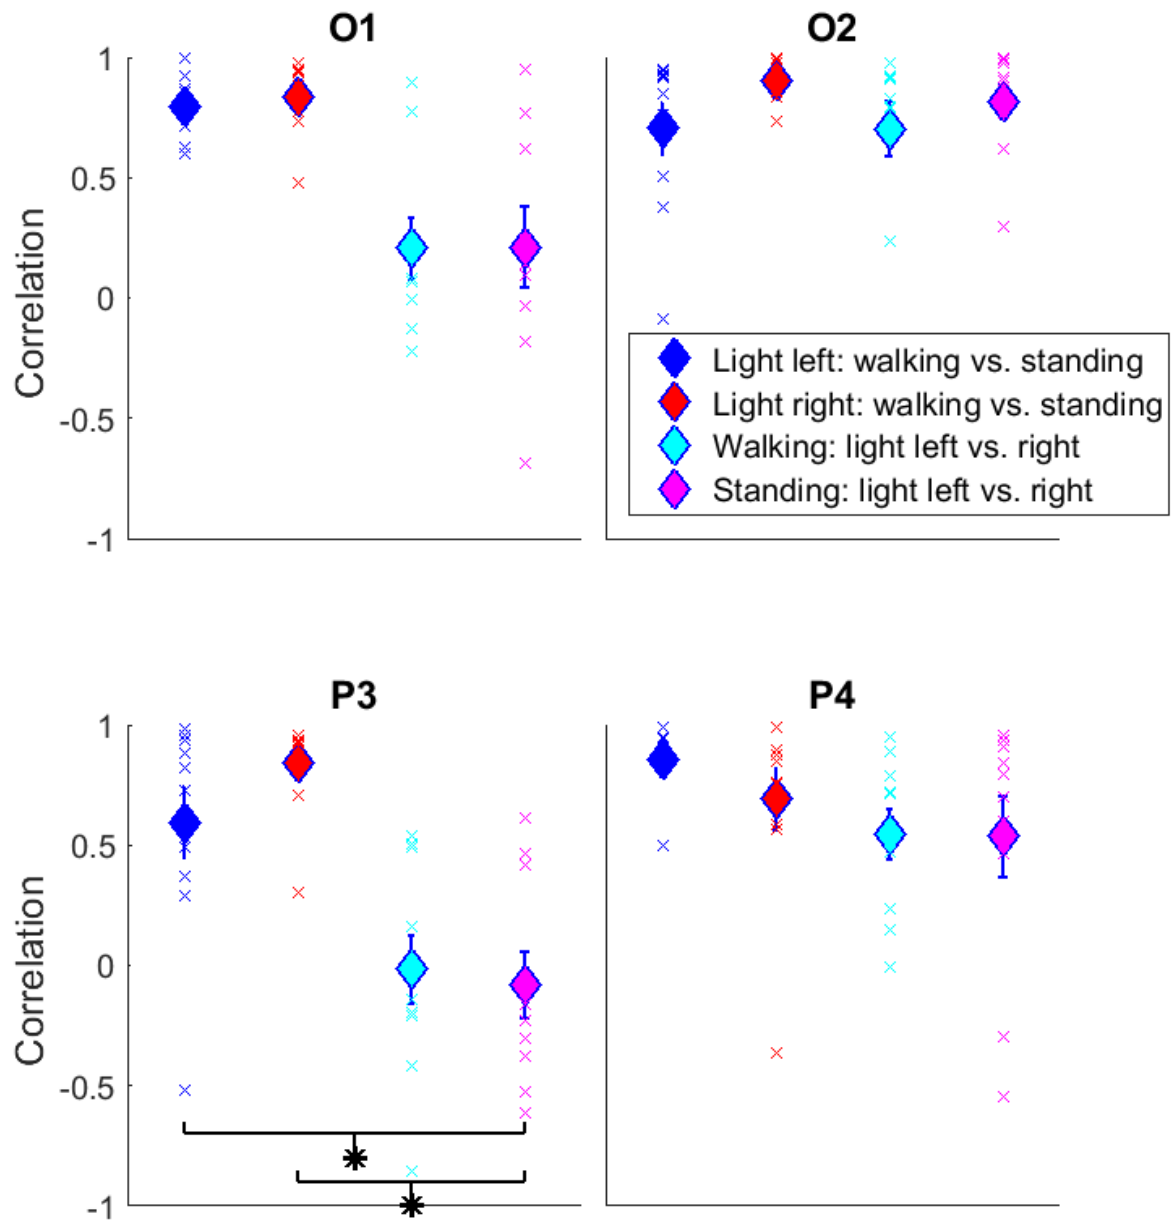 O1
O2
1
0.5
0
-0.5
-1
Correlation
Light left: walking vs. standing
Light right: walking vs. standing
Walking: light left vs. right
Standing: light left vs. right
P3
P4
1
0.5
0
-0.5
-1
Correlation